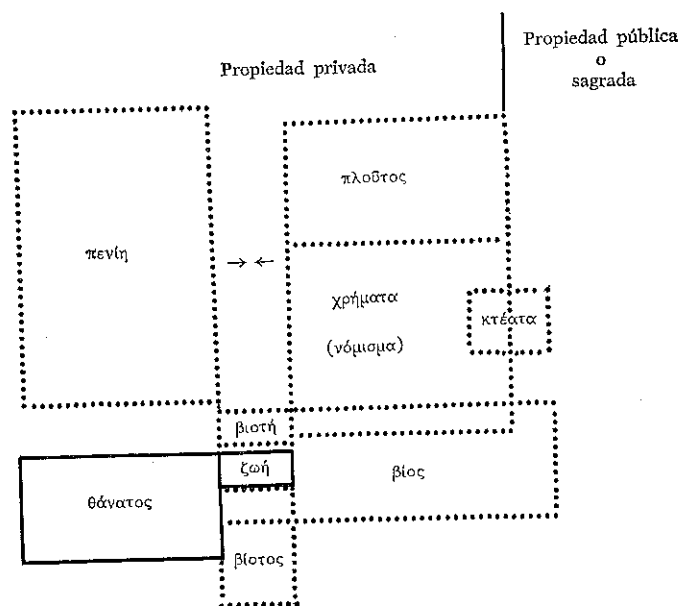 Propiedad privada
Propiedad pública
o
sagrada
πλοῦτος
πενίη
→ ←
χρήματα
(νόμισμα)
κτέατα
βιοτή
ζωή
βίος
θάνατος
βίοτος